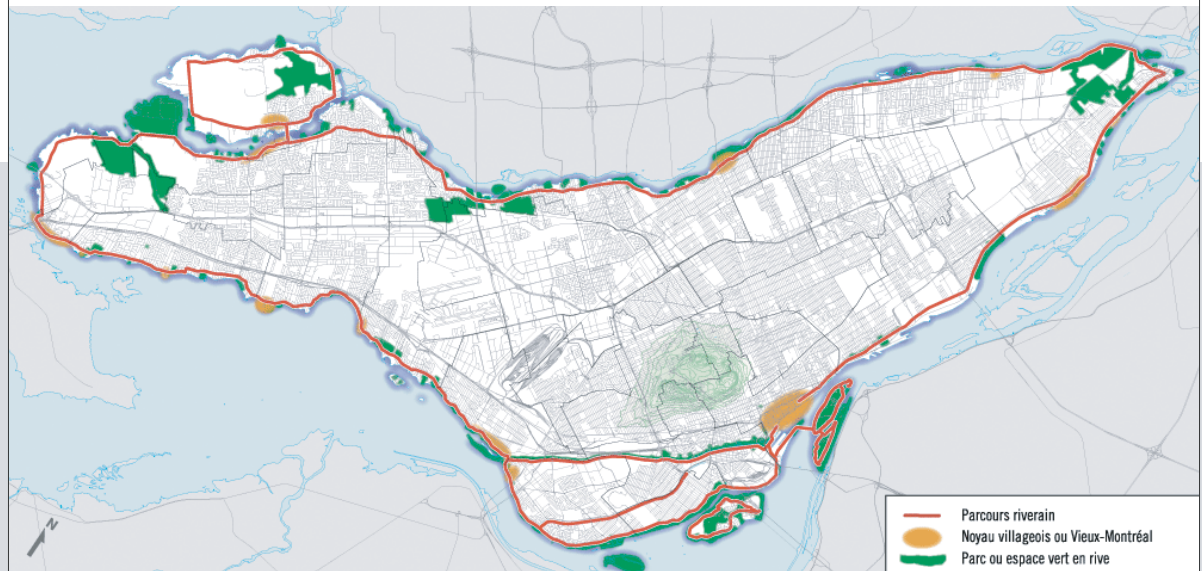 N
Parcours riverain
Noyau villageois ou Vieux-Montréal
Parc ou espace vert en rive